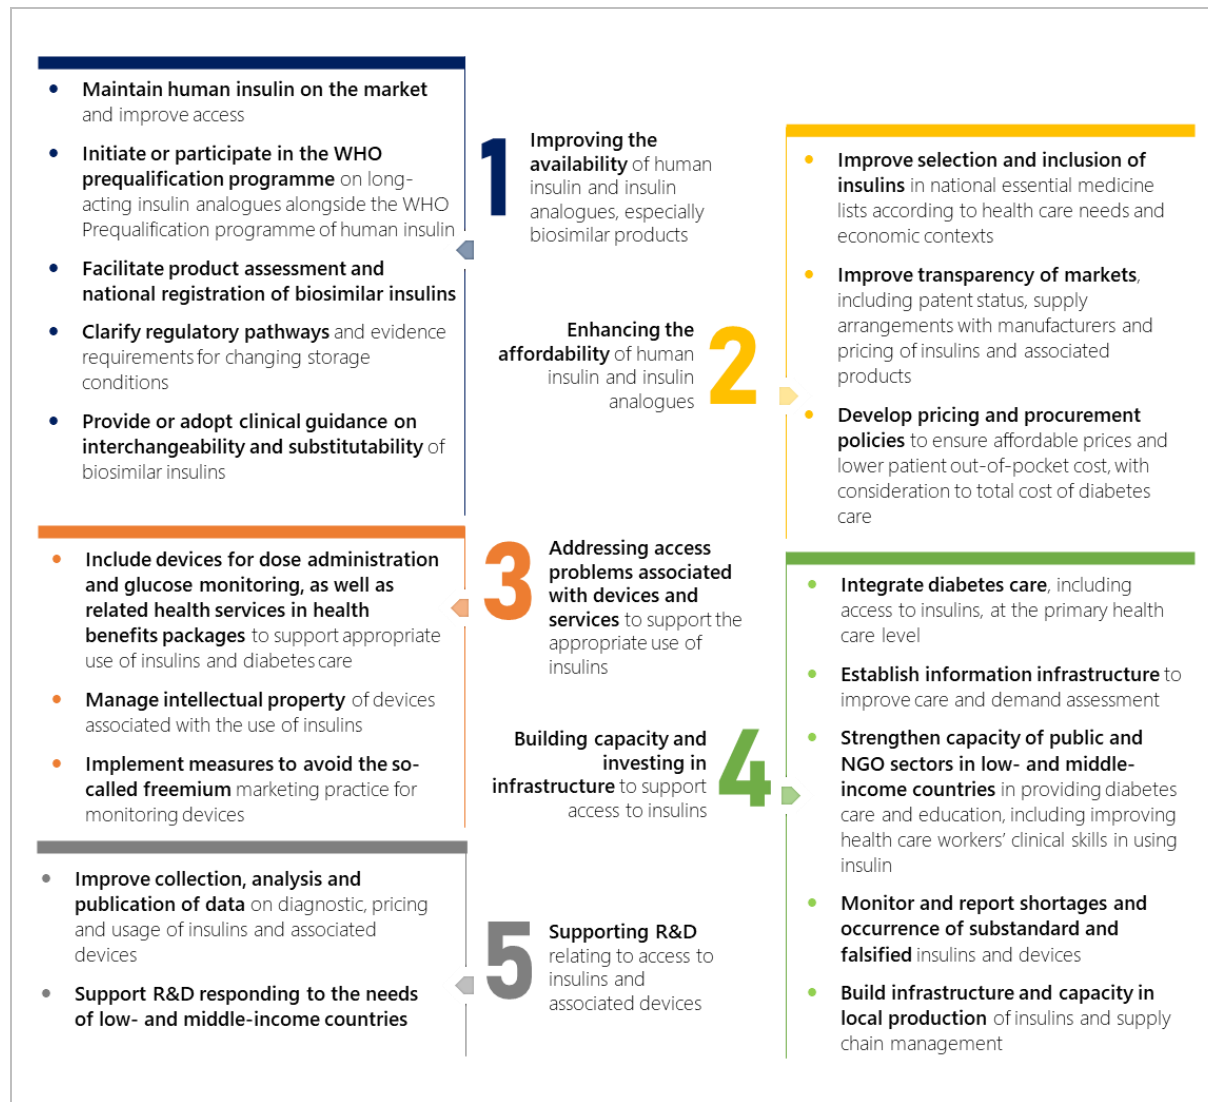 • Maintain human insulin on the market
and improve access
• Initiate or participate in the WHO
prequalification programme on long-
acting insulin analogues alongside the WHO
Prequalification programme of human insulin
• Facilitate product assessment and
national registration of biosimilar insulins
• Clarify regulatory pathways and evidence
requirements for changing storage
conditions
• Provide or adopt clinical guidance on
interchangeability and substitutability of
biosimilar insulins
1
Improving the
availability of human
insulin and insulin
analogues, especially
biosimilar products
Enhancing the
affordability of human
insulin and insulin
analogues
2
• Improve selection and inclusion of
insulins in national essential medicine
lists according to health care needs and
economic contexts
• Improve transparency of markets,
including patent status, supply
arrangements with manufacturers and
pricing of insulins and associated
products
• Develop pricing and procurement
policies to ensure affordable prices and
lower patient out-of-pocket cost, with
consideration to total cost of diabetes
care
• Include devices for dose administration
and glucose monitoring, as well as
related health services in health
benefits packages to support appropriate
use of insulins and diabetes care
• Manage intellectual property of devices
associated with the use of insulins
• Implement measures to avoid the so-
called freemium marketing practice for
monitoring devices
3
Addressing access
problems associated
with devices and
services to support the
appropriate use of
insulins
Building capacity and
investing in
infrastructure to support
access to insulins
4
• Integrate diabetes care, including
access to insulins, at the primary health
care level
• Establish information infrastructure to
improve care and demand assessment
• Strengthen capacity of public and
NGO sectors in low- and middle-
income countries in providing diabetes
care and education, including improving
health care workers’ clinical skills in using
insulin
• Monitor and report shortages and
occurrence of substandard and
falsified insulins and devices
• Build infrastructure and capacity in
local production of insulins and supply
chain management
• Improve collection, analysis and
publication of data on diagnostic, pricing
and usage of insulins and associated
devices
• Support R&D responding to the needs
of low- and middle-income countries
5
Supporting R&D
relating to access to
insulins and
associated devices